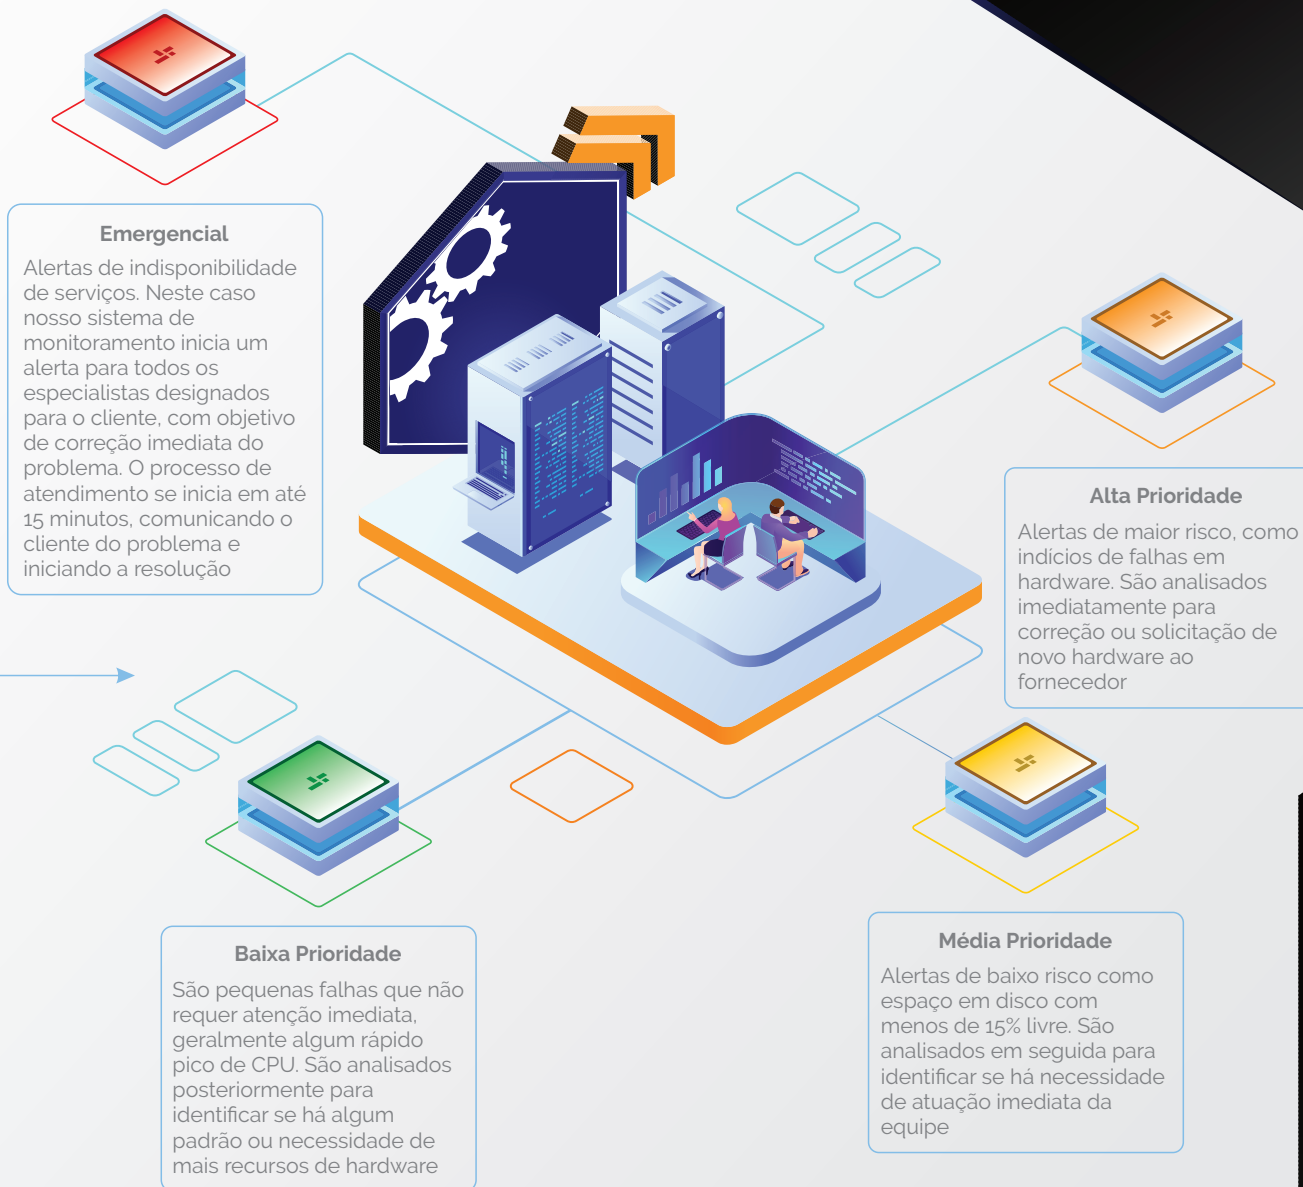 Emergencial
Alertas de indisponibilidade
de serviços. Neste caso
nosso sistema de
monitoramento inicia um
alerta para todos os
especialistas designados
para o cliente, com objetivo
de correção imediata do
problema. O processo de
atendimento se inicia em até
15 minutos, comunicando o
cliente do problema e
iniciando a resolução
Alta Prioridade
Alertas de maior risco, como
indícios de falhas em
hardware. São analisados
imediatamente para
correção ou solicitação de
novo hardware ao
fornecedor
Baixa Prioridade
São pequenas falhas que não
requer atenção imediata,
geralmente algum rápido
pico de CPU. São analisados
posteriormente para
identificar se há algum
padrão ou necessidade de
mais recursos de hardware
Média Prioridade
Alertas de baixo risco como
espaço em disco com
menos de 15% livre. São
analisados em seguida para
identificar se há necessidade
de atuação imediata da
equipe